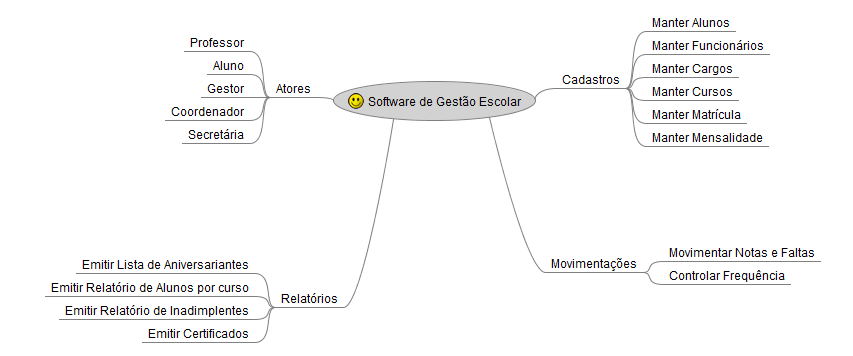 Software de Gestão Escolar
Atores
Professor
Aluno
Gestor
Coordenador
Secretária
Cadastros
Manter Alunos
Manter Funcionários
Manter Cargos
Manter Cursos
Manter Matrícula
Manter Mensalidade
Relatórios
Emitir Lista de Aniversariantes
Emitir Relatório de Alunos por curso
Emitir Relatório de Inadimplentes
Emitir Certificados
Movimentações
Movimentar Notas e Faltas
Controlar Frequência